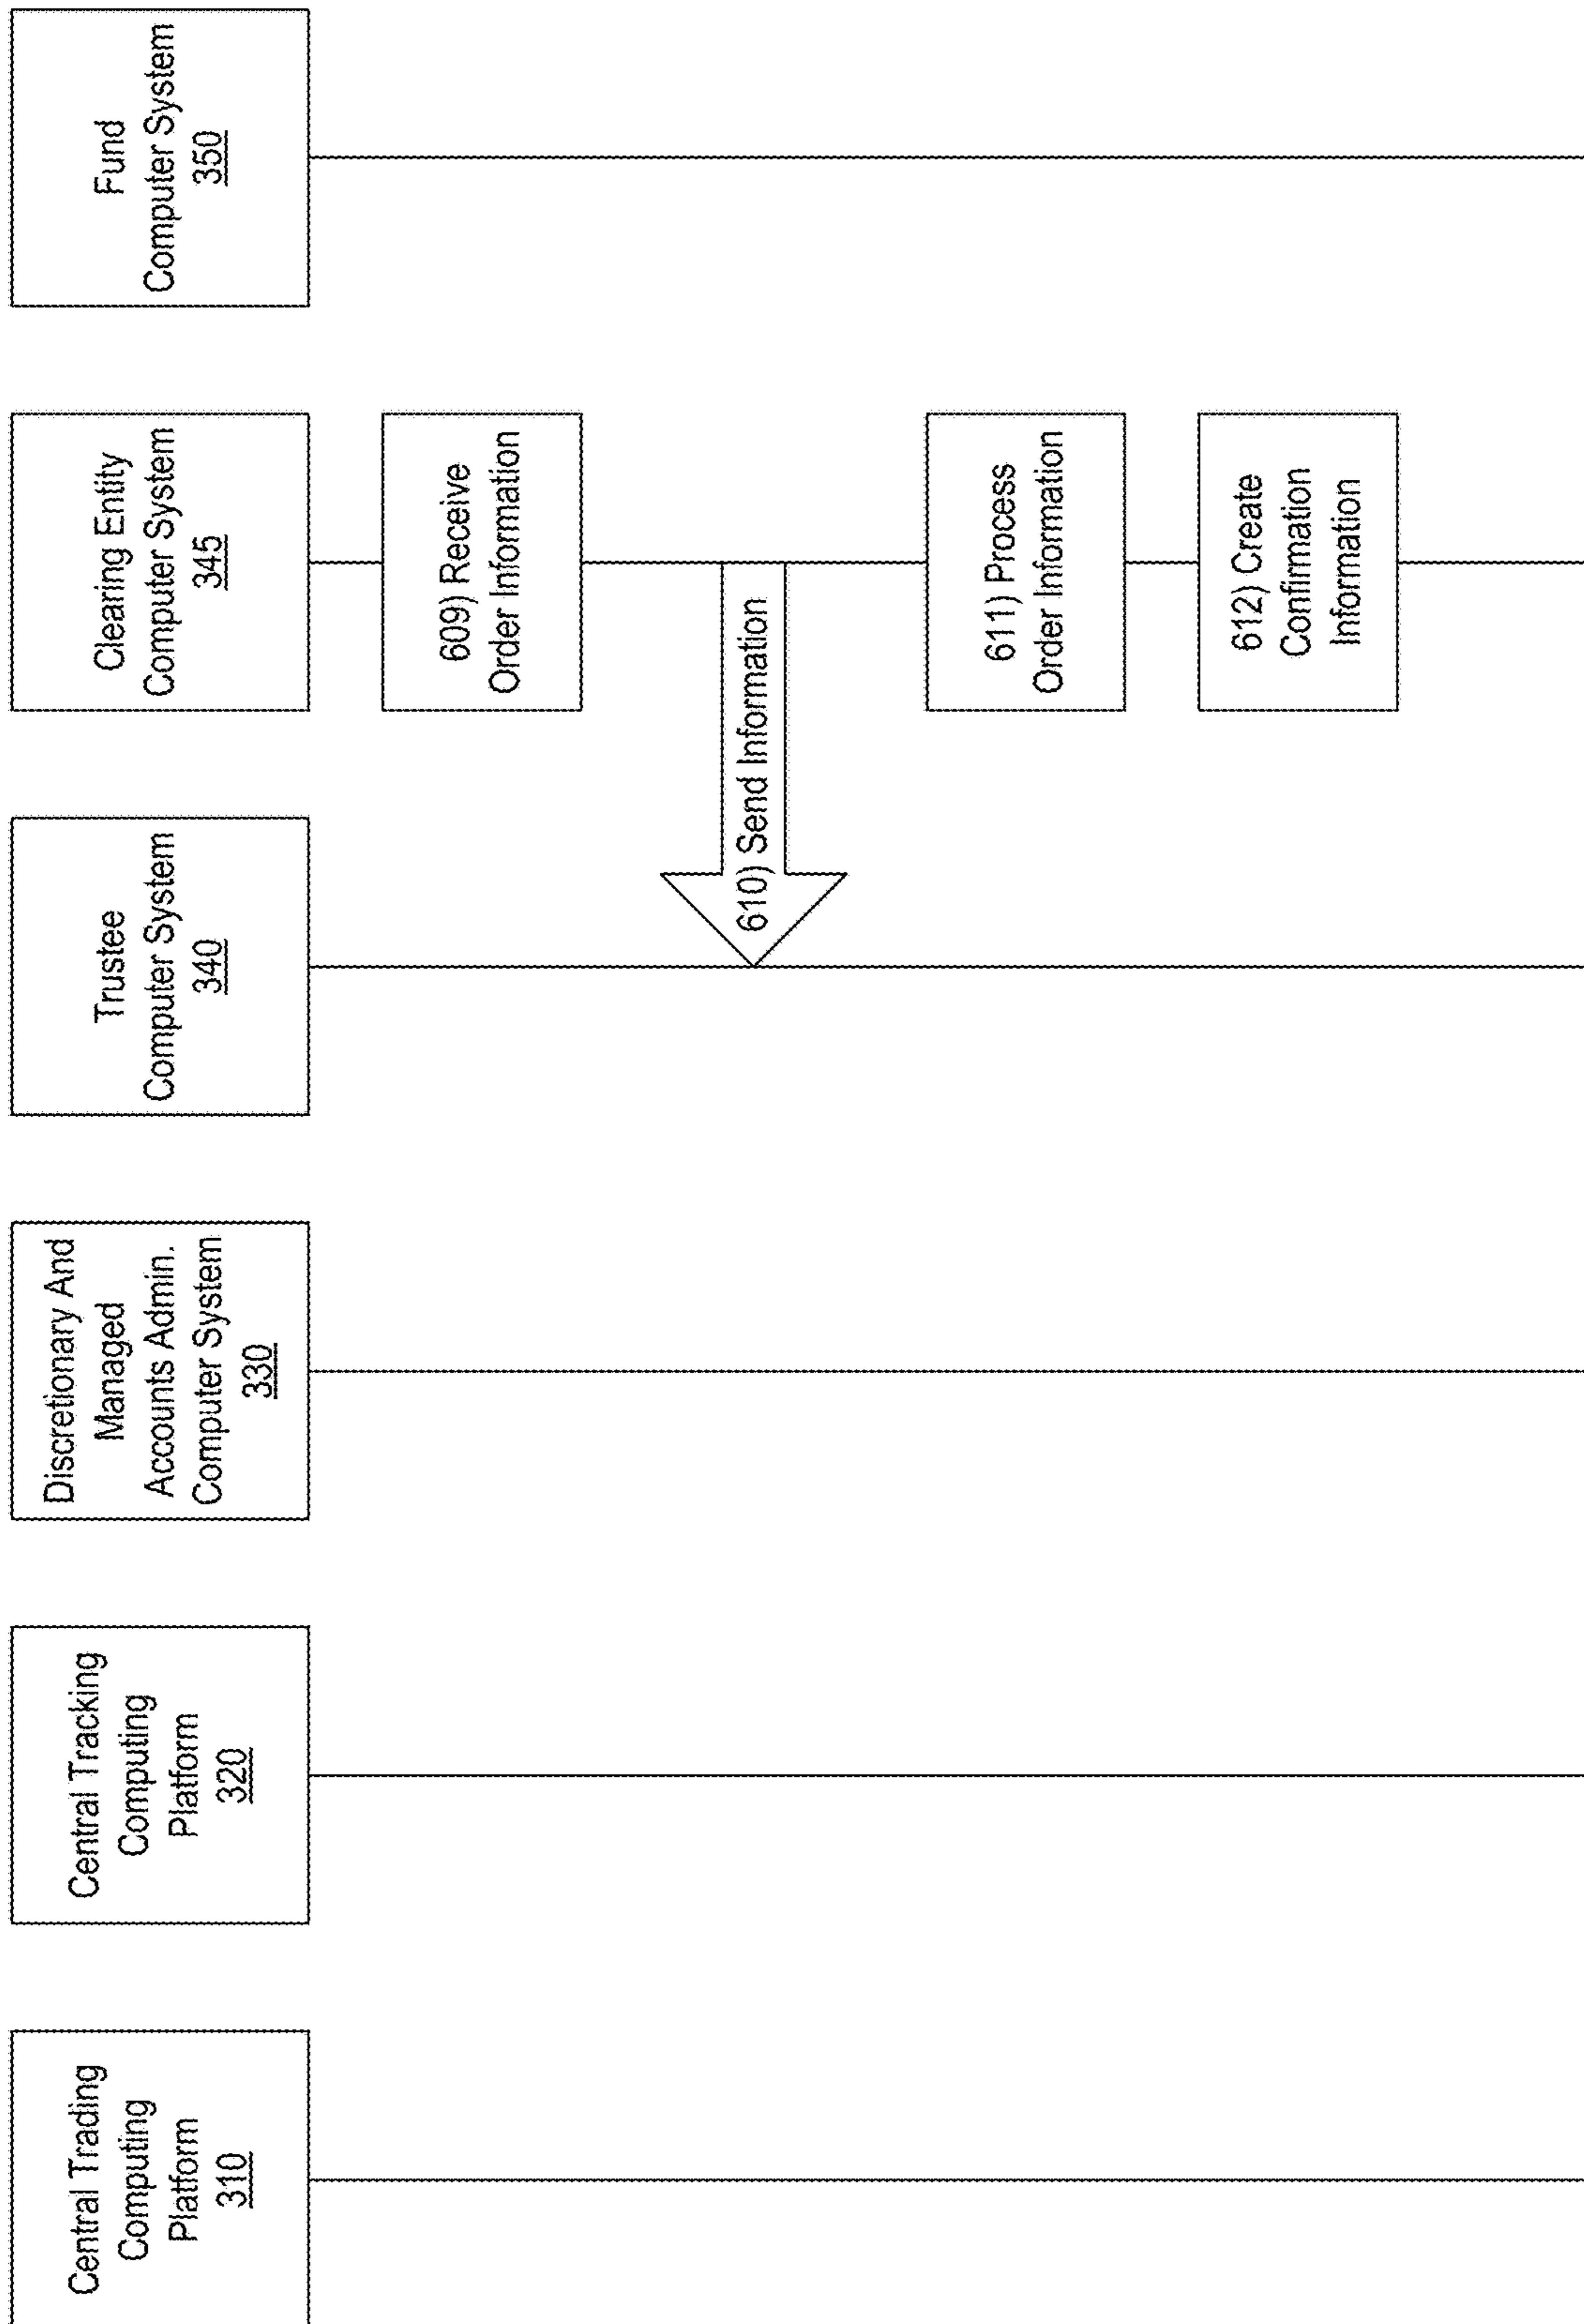 Central Trading
Computing
Platform
310
Central Tracking
Computing
Platform
320
Discretionary And
Managed
Accounts Admin.
Computer System
330
Trustee
Computer System
340
Clearing Entity
Computer System
345
Fund
Computer System
350
609) Receive
Order Information
610) Send Information
611) Process
Order Information
612) Create
Confirmation
Information